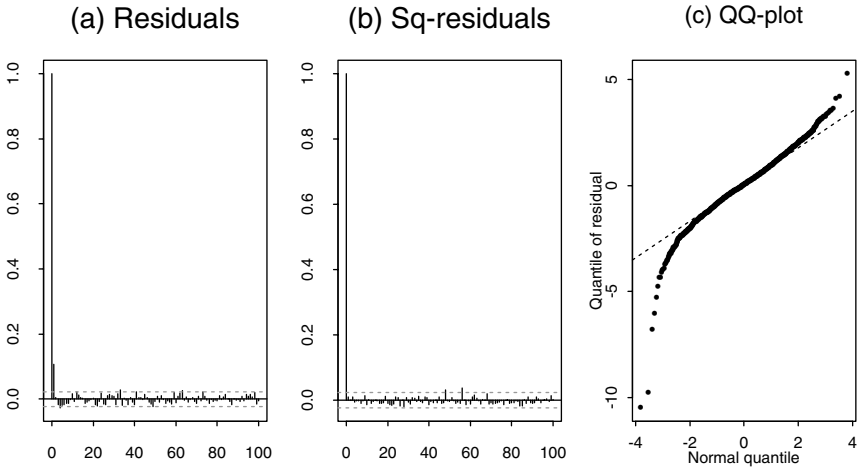 (a) Residuals
(b) Sq-residuals
(c) QQ-plot
1.0
0.8
0.6
0.4
0.2
0.0
0 20 40 60 80 100
1.0
0.8
0.6
0.4
0.2
0.0
0 20 40 60 80 100
Quantile of residual
5
0
-5
-10
-4 -2 0 2 4
Normal quantile